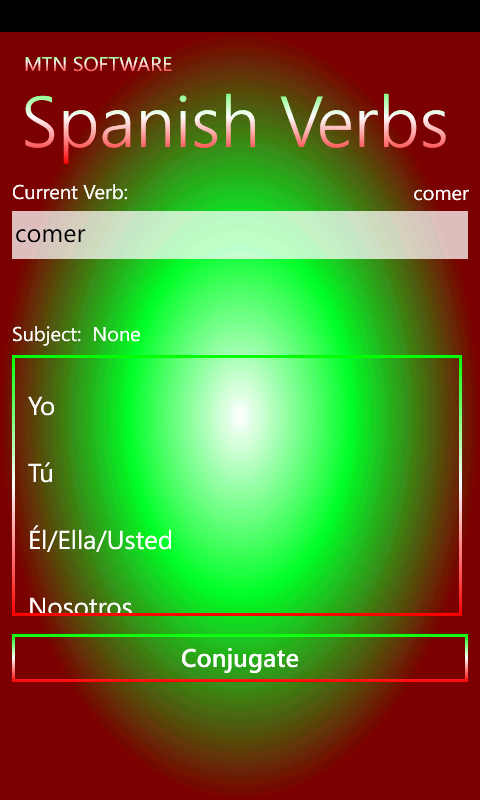 MTN SOFTWARE
Spanish Verbs
Current Verb: comer
comer
Subject: None
Yo
Tú
Él/Ella/Usted
Nosotros
Conjugate